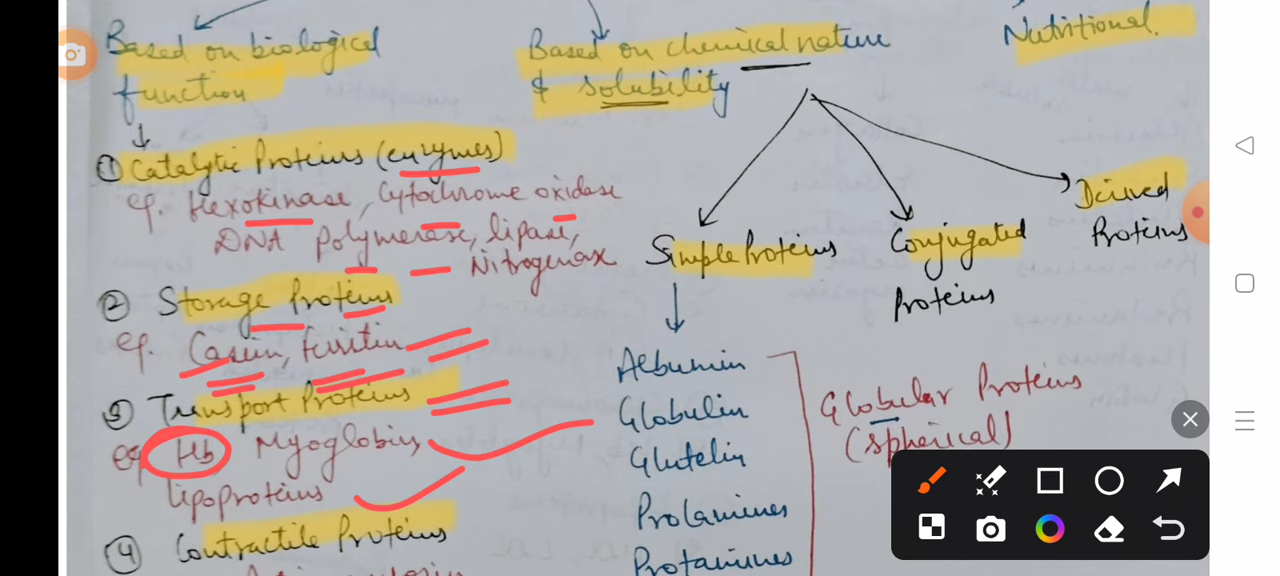 Based on biological
function
① Catalytic Proteins (enzymes)
eg. Hexokinase, Cytochrome oxidase
DNA polymerase, lipase,
Nitrogenase
② Storage Proteins
eg. Casein, ferritin
③ Transport Proteins
eg Hb Myoglobin,
lipoproteins
④ Contractile Proteins
Based on chemical nature
& solubility
Simple Proteins
Albumin
Globulin
Glutelin
Prolamines
Protamines
Globular Proteins
(spherical)
Conjugated
Proteins
Derived
Proteins
Nutritional.